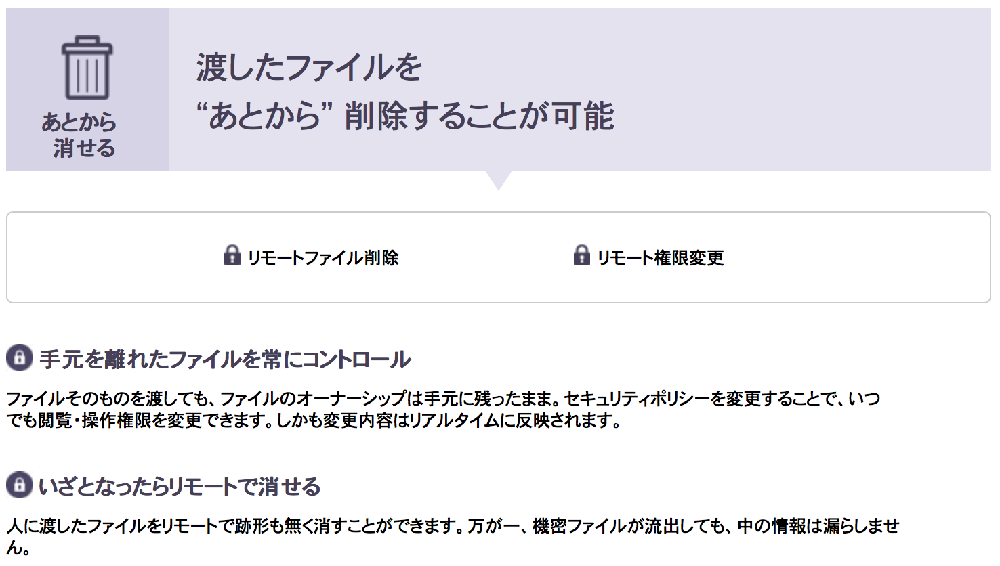 あとから
消せる
渡したファイルを
“あとから” 削除することが可能
リモートファイル削除
リモート権限変更
手元を離れたファイルを常にコントロール
ファイルそのものを渡しても、ファイルのオーナーシップは手元に残ったまま。セキュリティポリシーを変更することで、いつ
でも閲覧・操作権限を変更できます。しかも変更内容はリアルタイムに反映されます。
いざとなったらリモートで消せる
人に渡したファイルをリモートで跡形も無く消すことができます。万が一、機密ファイルが流出しても、中の情報は漏らしませ
ん。